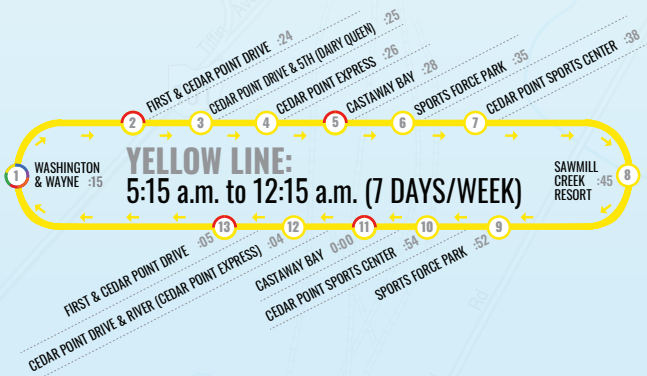 Tiffin Ave
FIRST & CEDAR POINT DRIVE :24
CEDAR POINT DRIVE & 5TH (DAIRY QUEEN) :25
CEDAR POINT EXPRESS :26
CASTAWAY BAY :28
SPORTS FORCE PARK :35
CEDAR POINT SPORTS CENTER :38
2 3 4 5 6 7
1
WASHINGTON
& WAYNE :15
YELLOW LINE:
5:15 a.m. to 12:15 a.m. (7 DAYS/WEEK)
SAWMILL
CREEK
RESORT :45
8
13 12 11 10 9
FIRST & CEDAR POINT DRIVE :05
CEDAR POINT DRIVE & RIVER (CEDAR POINT EXPRESS) :04
CASTAWAY BAY 0:00
CEDAR POINT SPORTS CENTER :54
SPORTS FORCE PARK :52
Rd